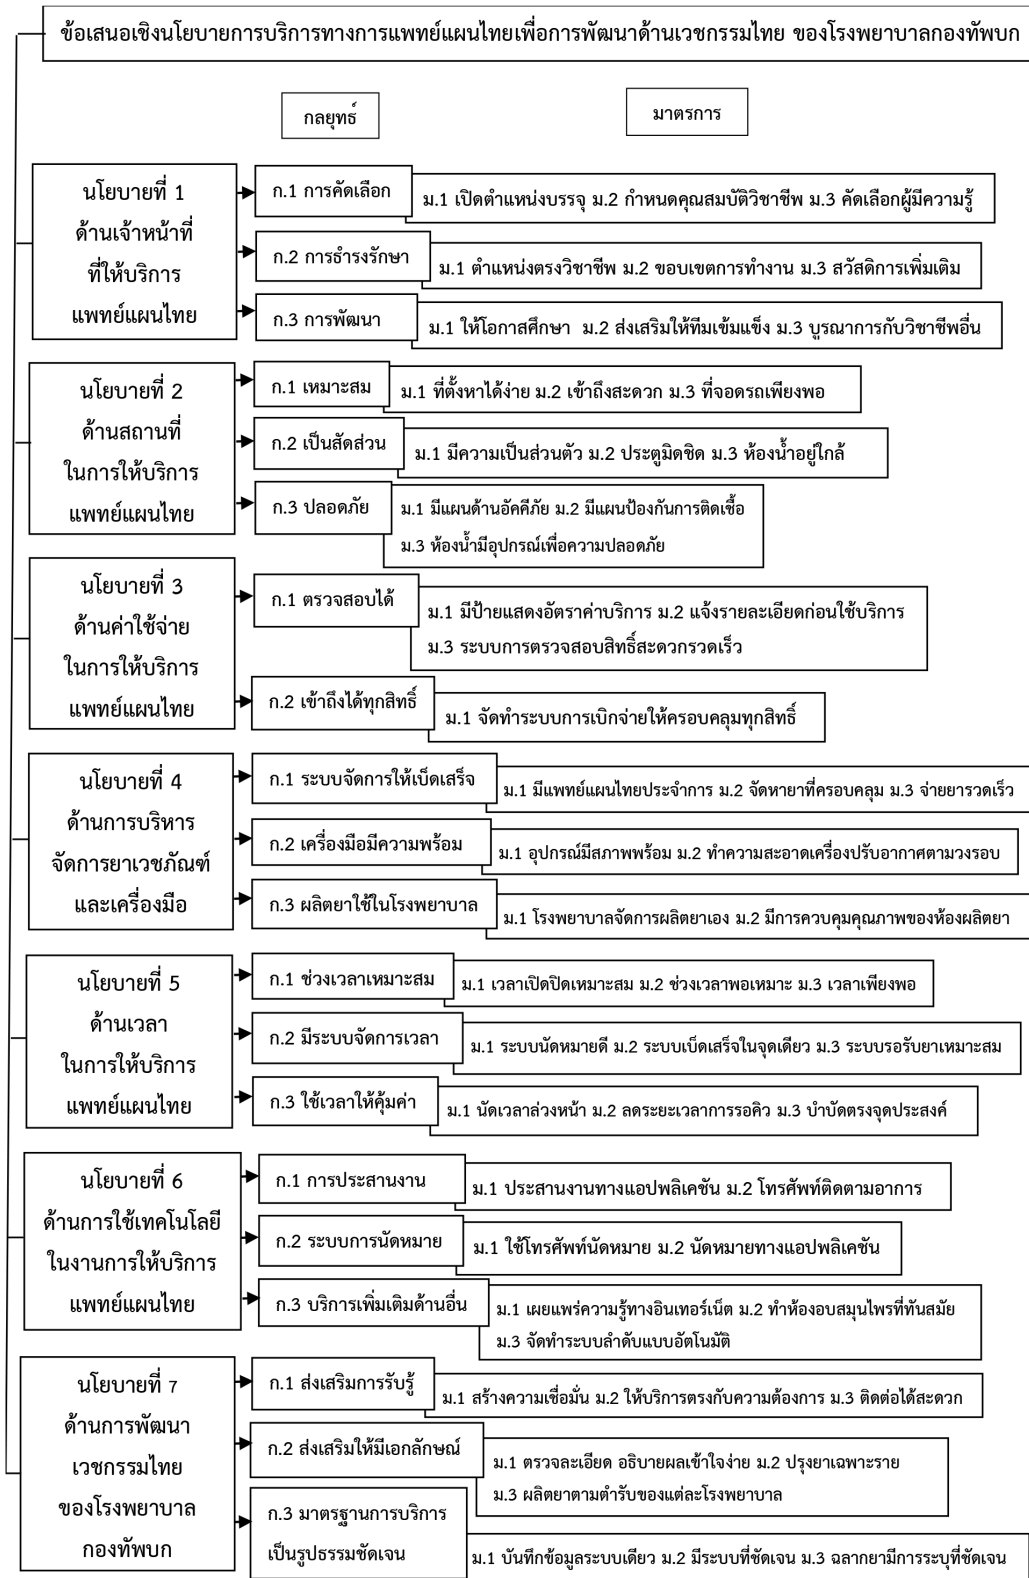 ข้อเสนอเชิงนโยบายการบริการทางการแพทย์แผนไทยเพื่อการพัฒนาด้านเวชกรรมไทย ของโรงพยาบาลกองทัพบก
กลยุทธ์
มาตรการ
นโยบายที่ 1
ด้านเจ้าหน้าที่
ที่ให้บริการ
แพทย์แผนไทย
ก.1 การคัดเลือก
ม.1 เปิดตำแหน่งบรรจุ ม.2 กำหนดคุณสมบัติวิชาชีพ ม.3 คัดเลือกผู้มีความรู้
ก.2 การธำรงรักษา
ม.1 ตำแหน่งตรงวิชาชีพ ม.2 ขอบเขตการทำงาน ม.3 สวัสดิการเพิ่มเติม
ก.3 การพัฒนา
ม.1 ให้โอกาสศึกษา ม.2 ส่งเสริมให้ทีมเข้มแข็ง ม.3 บูรณาการกับวิชาชีพอื่น
นโยบายที่ 2
ด้านสถานที่
ในการให้บริการ
แพทย์แผนไทย
ก.1 เหมาะสม
ม.1 ที่ตั้งหาได้ง่าย ม.2 เข้าถึงสะดวก ม.3 ที่จอดรถเพียงพอ
ก.2 เป็นสัดส่วน
ม.1 มีความเป็นส่วนตัว ม.2 ประตูมิดชิด ม.3 ห้องน้ำอยู่ใกล้
ก.3 ปลอดภัย
ม.1 มีแผนด้านอัคคีภัย ม.2 มีแผนป้องกันการติดเชื้อ
ม.3 ห้องน้ำมีอุปกรณ์เพื่อความปลอดภัย
นโยบายที่ 3
ด้านค่าใช้จ่าย
ในการให้บริการ
แพทย์แผนไทย
ก.1 ตรวจสอบได้
ม.1 มีป้ายแสดงอัตราค่าบริการ ม.2 แจ้งรายละเอียดก่อนใช้บริการ
ม.3 ระบบการตรวจสอบสิทธิ์สะดวกรวดเร็ว
ก.2 เข้าถึงได้ทุกสิทธิ์
ม.1 จัดทำระบบการเบิกจ่ายให้ครอบคลุมทุกสิทธิ์
นโยบายที่ 4
ด้านการบริหาร
จัดการยาเวชภัณฑ์
และเครื่องมือ
ก.1 ระบบจัดการให้เบ็ดเสร็จ
ม.1 มีแพทย์แผนไทยประจำการ ม.2 จัดหายาที่ครอบคลุม ม.3 จ่ายยารวดเร็ว
ก.2 เครื่องมือมีความพร้อม
ม.1 อุปกรณ์มีสภาพพร้อม ม.2 ทำความสะอาดเครื่องปรับอากาศตามวงรอบ
ก.3 ผลิตยาใช้ในโรงพยาบาล
ม.1 โรงพยาบาลจัดการผลิตยาเอง ม.2 มีการควบคุมคุณภาพของห้องผลิตยา
นโยบายที่ 5
ด้านเวลา
ในการให้บริการ
แพทย์แผนไทย
ก.1 ช่วงเวลาเหมาะสม
ม.1 เวลาเปิดปิดเหมาะสม ม.2 ช่วงเวลาพอเหมาะ ม.3 เวลาเพียงพอ
ก.2 มีระบบจัดการเวลา
ม.1 ระบบนัดหมายดี ม.2 ระบบเบ็ดเสร็จในจุดเดียว ม.3 ระบบรอรับยาเหมาะสม
ก.3 ใช้เวลาให้คุ้มค่า
ม.1 นัดเวลาล่วงหน้า ม.2 ลดระยะเวลาการรอคิว ม.3 บำบัดตรงจุดประสงค์
นโยบายที่ 6
ด้านการใช้เทคโนโลยี
ในงานการให้บริการ
แพทย์แผนไทย
ก.1 การประสานงาน
ม.1 ประสานงานทางแอปพลิเคชัน ม.2 โทรศัพท์ติดตามอาการ
ก.2 ระบบการนัดหมาย
ม.1 ใช้โทรศัพท์นัดหมาย ม.2 นัดหมายทางแอปพลิเคชัน
ก.3 บริการเพิ่มเติมด้านอื่น
ม.1 เผยแพร่ความรู้ทางอินเทอร์เน็ต ม.2 ทำห้องอบสมุนไพรที่ทันสมัย
ม.3 จัดทำระบบลำดับแบบอัตโนมัติ
นโยบายที่ 7
ด้านการพัฒนา
เวชกรรมไทย
ของโรงพยาบาล
กองทัพบก
ก.1 ส่งเสริมการรับรู้
ม.1 สร้างความเชื่อมั่น ม.2 ให้บริการตรงกับความต้องการ ม.3 ติดต่อได้สะดวก
ก.2 ส่งเสริมให้มีเอกลักษณ์
ม.1 ตรวจละเอียด อธิบายผลเข้าใจง่าย ม.2 ปรุงยาเฉพาะราย
ม.3 ผลิตยาตามตำรับของแต่ละโรงพยาบาล
ก.3 มาตรฐานการบริการ
เป็นรูปธรรมชัดเจน
ม.1 บันทึกข้อมูลระบบเดียว ม.2 มีระบบที่ชัดเจน ม.3 ฉลากยามีการระบุที่ชัดเจน